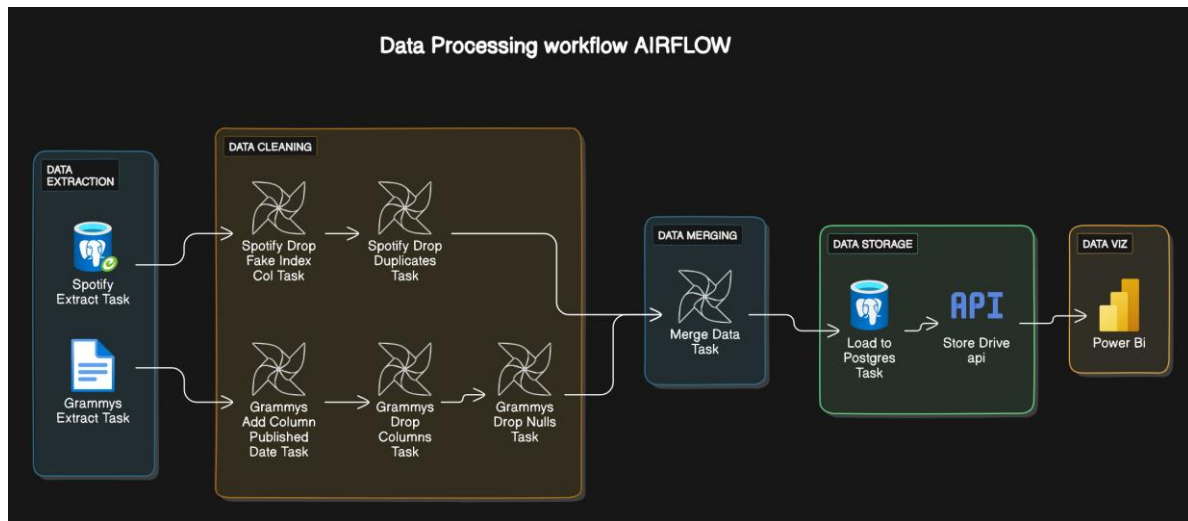 Data Processing workflow AIRFLOW
DATA
EXTRACTION
Spotify
Extract Task
Grammys
Extract Task
DATA CLEANING
Spotify Drop
Fake Index
Col Task
Spotify Drop
Duplicates
Task
Grammys
Add Column
Published
Date Task
Grammys
Drop
Columns
Task
Grammys
Drop Nulls
Task
DATA MERGING
Merge Data
Task
DATA STORAGE
Load to
Postgres
Task
API
Store Drive
api
DATA VIZ
Power Bi